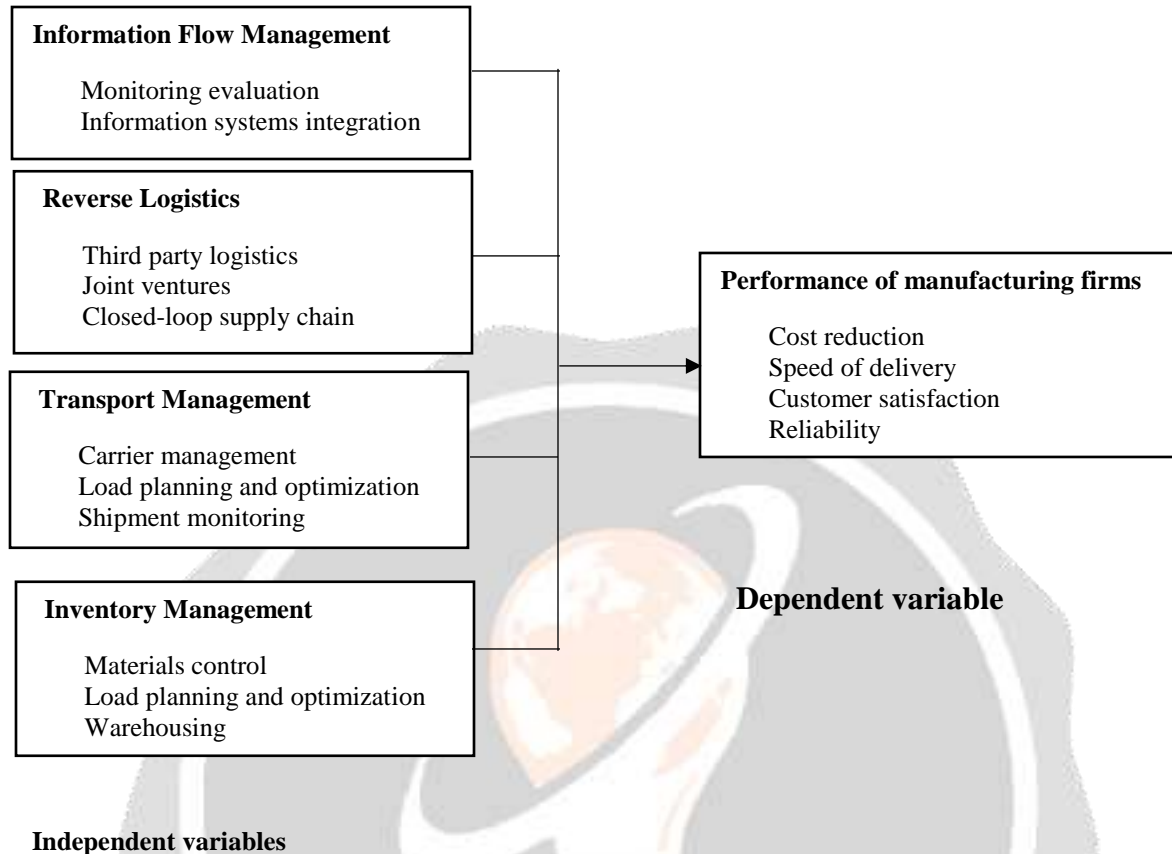 Information Flow Management
Monitoring evaluation
Information systems integration
Reverse Logistics
Third party logistics
Joint ventures
Closed-loop supply chain
Transport Management
Carrier management
Load planning and optimization
Shipment monitoring
Inventory Management
Materials control
Load planning and optimization
Warehousing
Independent variables
Performance of manufacturing firms
Cost reduction
Speed of delivery
Customer satisfaction
Reliability
Dependent variable